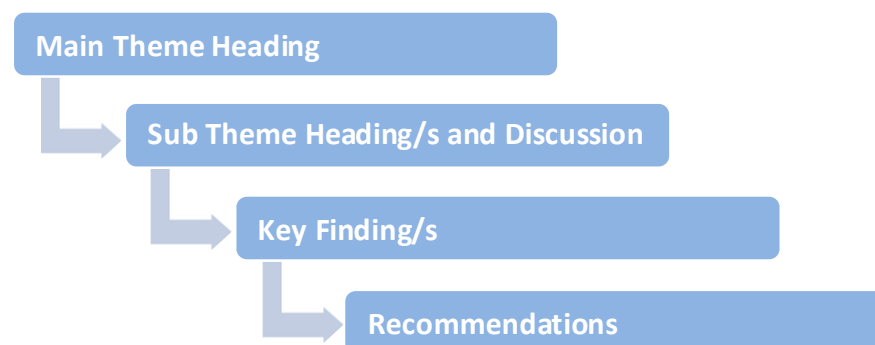 Main Theme Heading
Sub Theme Heading/s and Discussion
Key Finding/s
Recommendations